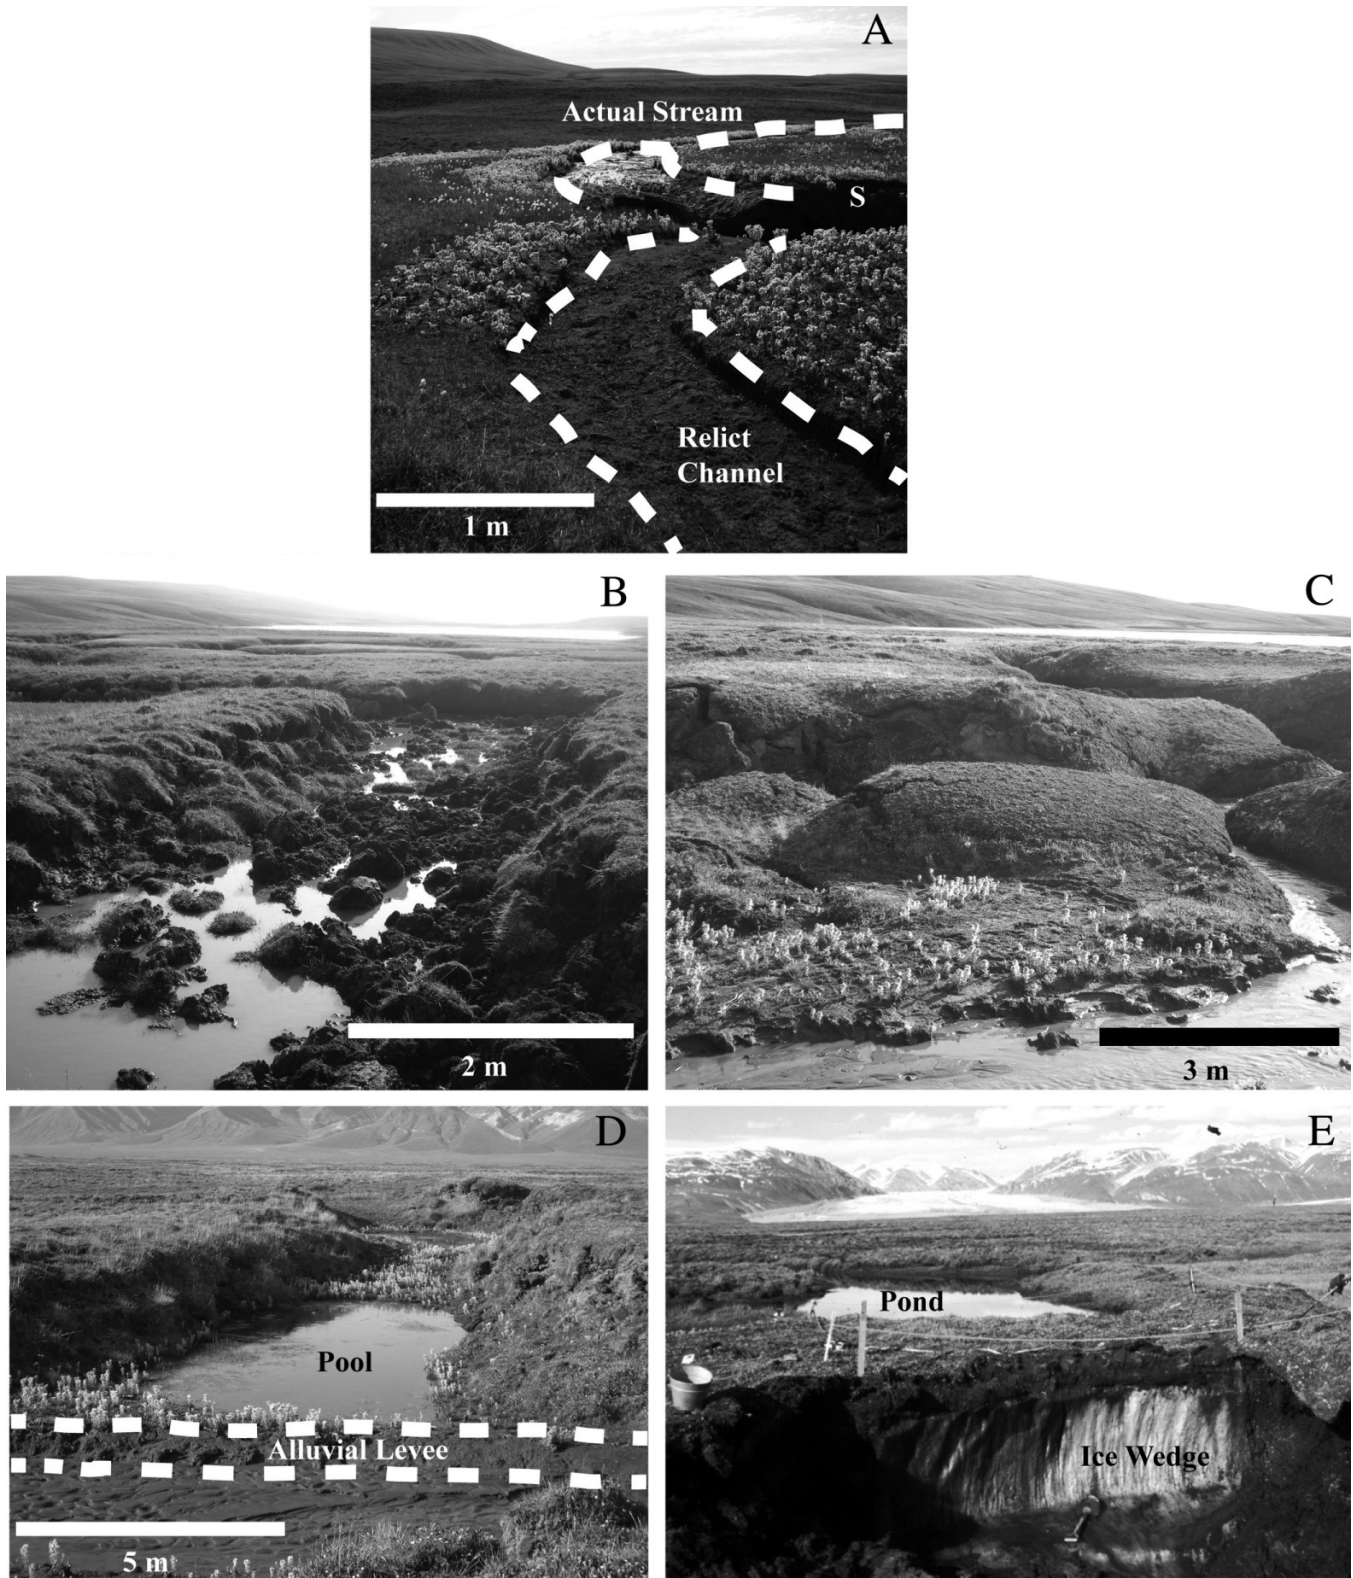 A
Actual Stream
S
Relict
Channel
1 m
B
2 m
C
3 m
D
Pool
Alluvial Levee
5 m
E
Pond
Ice Wedge